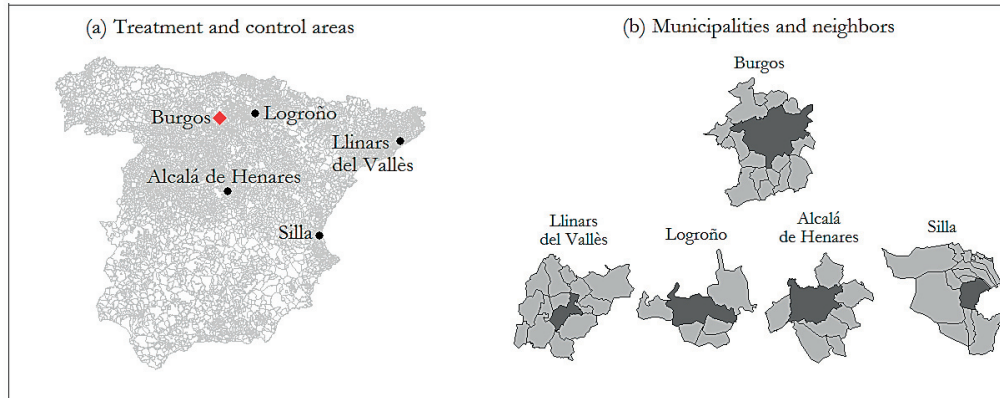 (a) Treatment and control areas
Burgos
Logroño
Llinars
del Vallès
Alcalá de Henares
Silla
(b) Municipalities and neighbors
Burgos
Llinars
del Vallès
Logroño
Alcalá
de Henares
Silla